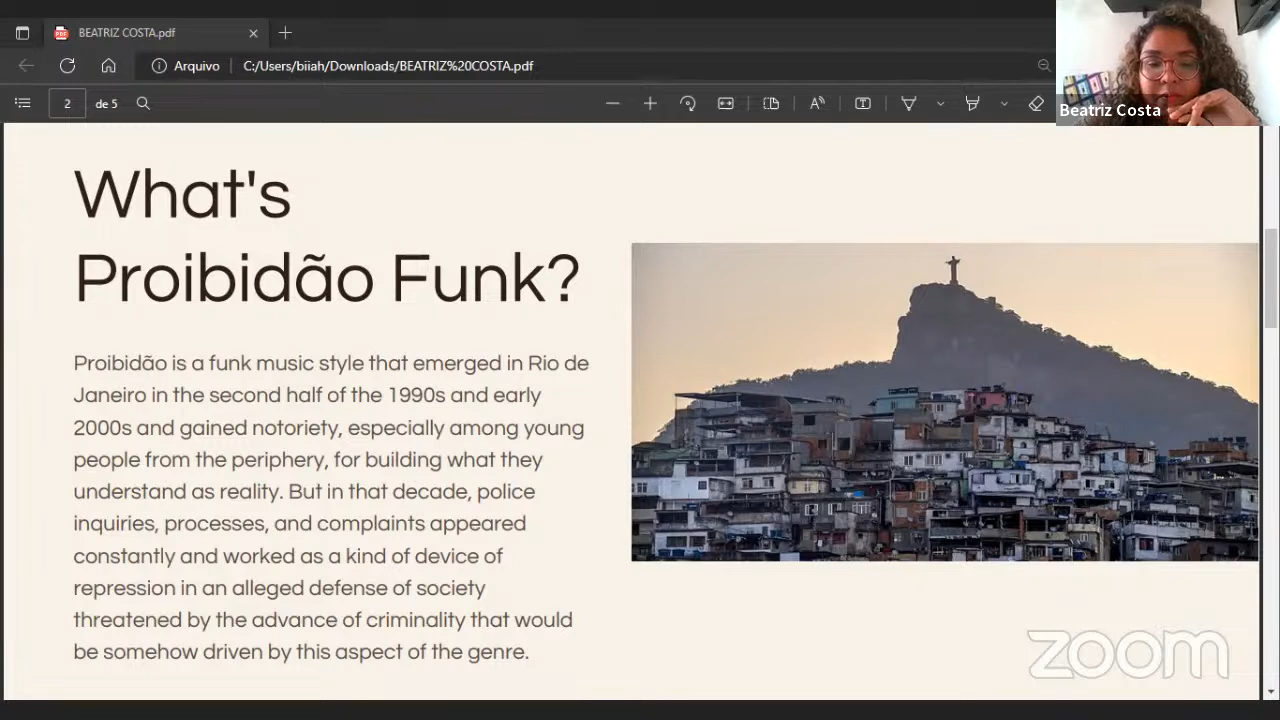 BEATRIZ COSTA.pdf
Arquivo
C:/Users/biiah/Downloads/BEATRIZ%20COSTA.pdf
2
de 5
Beatriz Costa
What's
Proibidão Funk?
Proibidão is a funk music style that emerged in Rio de
Janeiro in the second half of the 1990s and early
2000s and gained notoriety, especially among young
people from the periphery, for building what they
understand as reality. But in that decade, police
inquiries, processes, and complaints appeared
constantly and worked as a kind of device of
repression in an alleged defense of society
threatened by the advance of criminality that would
be somehow driven by this aspect of the genre.
zoom